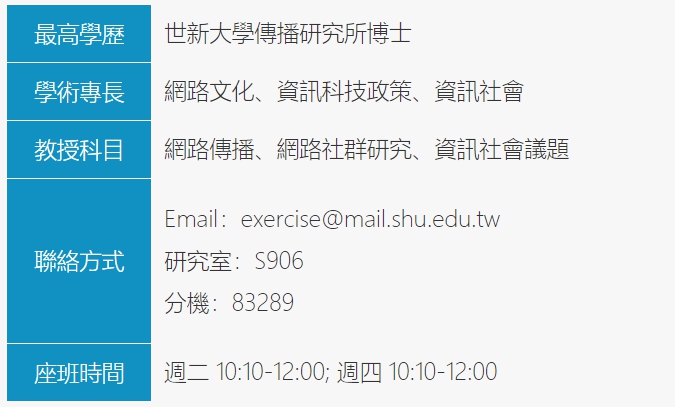 最高學歷 世新大學傳播研究所博士
學術專長 網路文化、資訊科技政策、資訊社會
教授科目 網路傳播、網路社群研究、資訊社會議題
聯絡方式
Email：exercise@mail.shu.edu.tw
研究室：S906
分機：83289
座班時間 週二 10:10-12:00; 週四 10:10-12:00